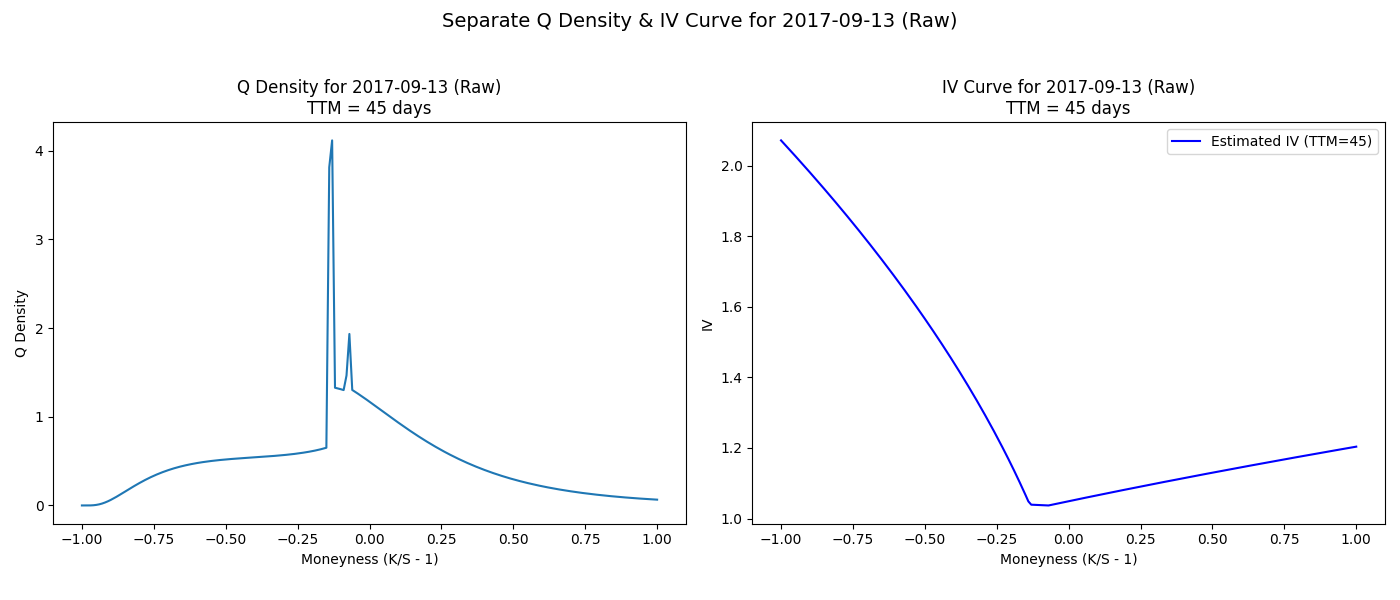 Separate Q Density & IV Curve for 2017-09-13 (Raw)
Q Density for 2017-09-13 (Raw)
TTM = 45 days
4
3
2
1
0
Q Density
−1.00 −0.75 −0.50 −0.25 0.00 0.25 0.50 0.75 1.00
Moneyness (K/S - 1)
IV Curve for 2017-09-13 (Raw)
TTM = 45 days
Estimated IV (TTM=45)
2.0
1.8
1.6
1.4
1.2
1.0
IV
−1.00 −0.75 −0.50 −0.25 0.00 0.25 0.50 0.75 1.00
Moneyness (K/S - 1)